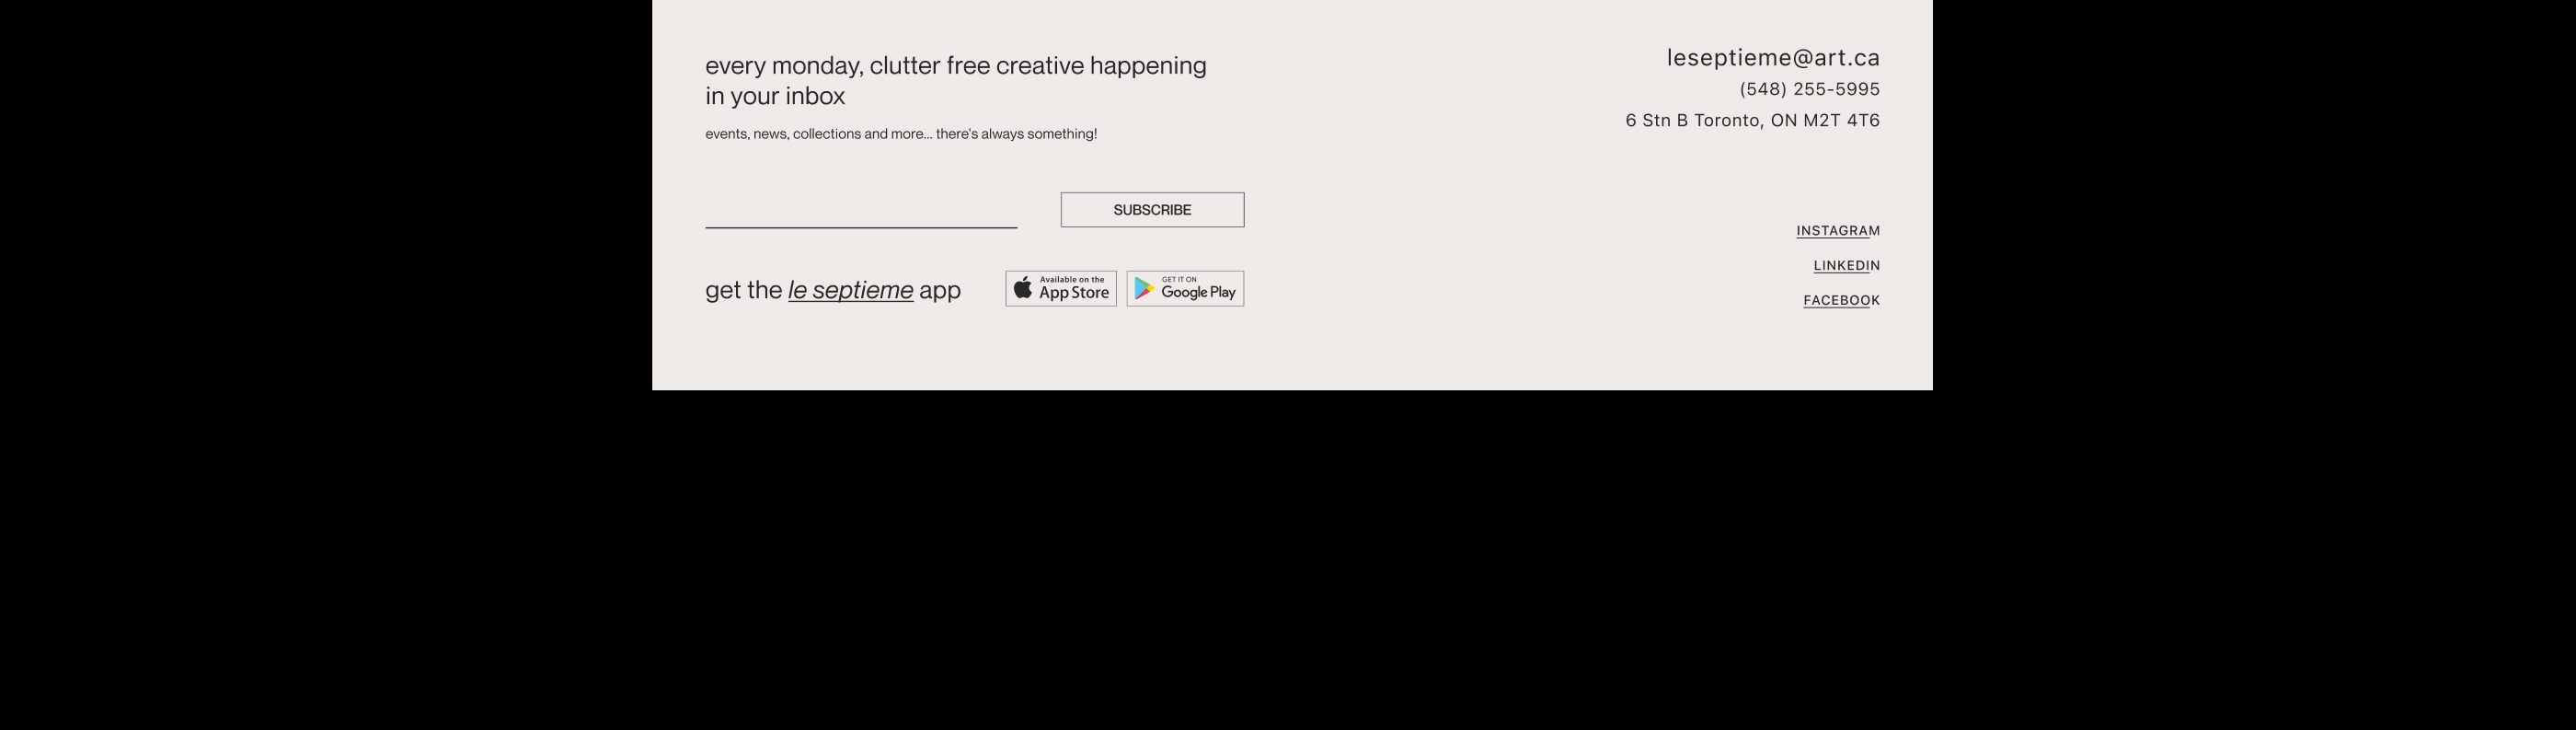 every monday, clutter free creative happening
in your inbox
events, news, collections and more... there's always something!
SUBSCRIBE
get the le septieme app
Available on the
App Store
GET IT ON
Google Play
leseptieme@art.ca
(548) 255-5995
6 Stn B Toronto, ON M2T 4T6
INSTAGRAM
LINKEDIN
FACEBOOK